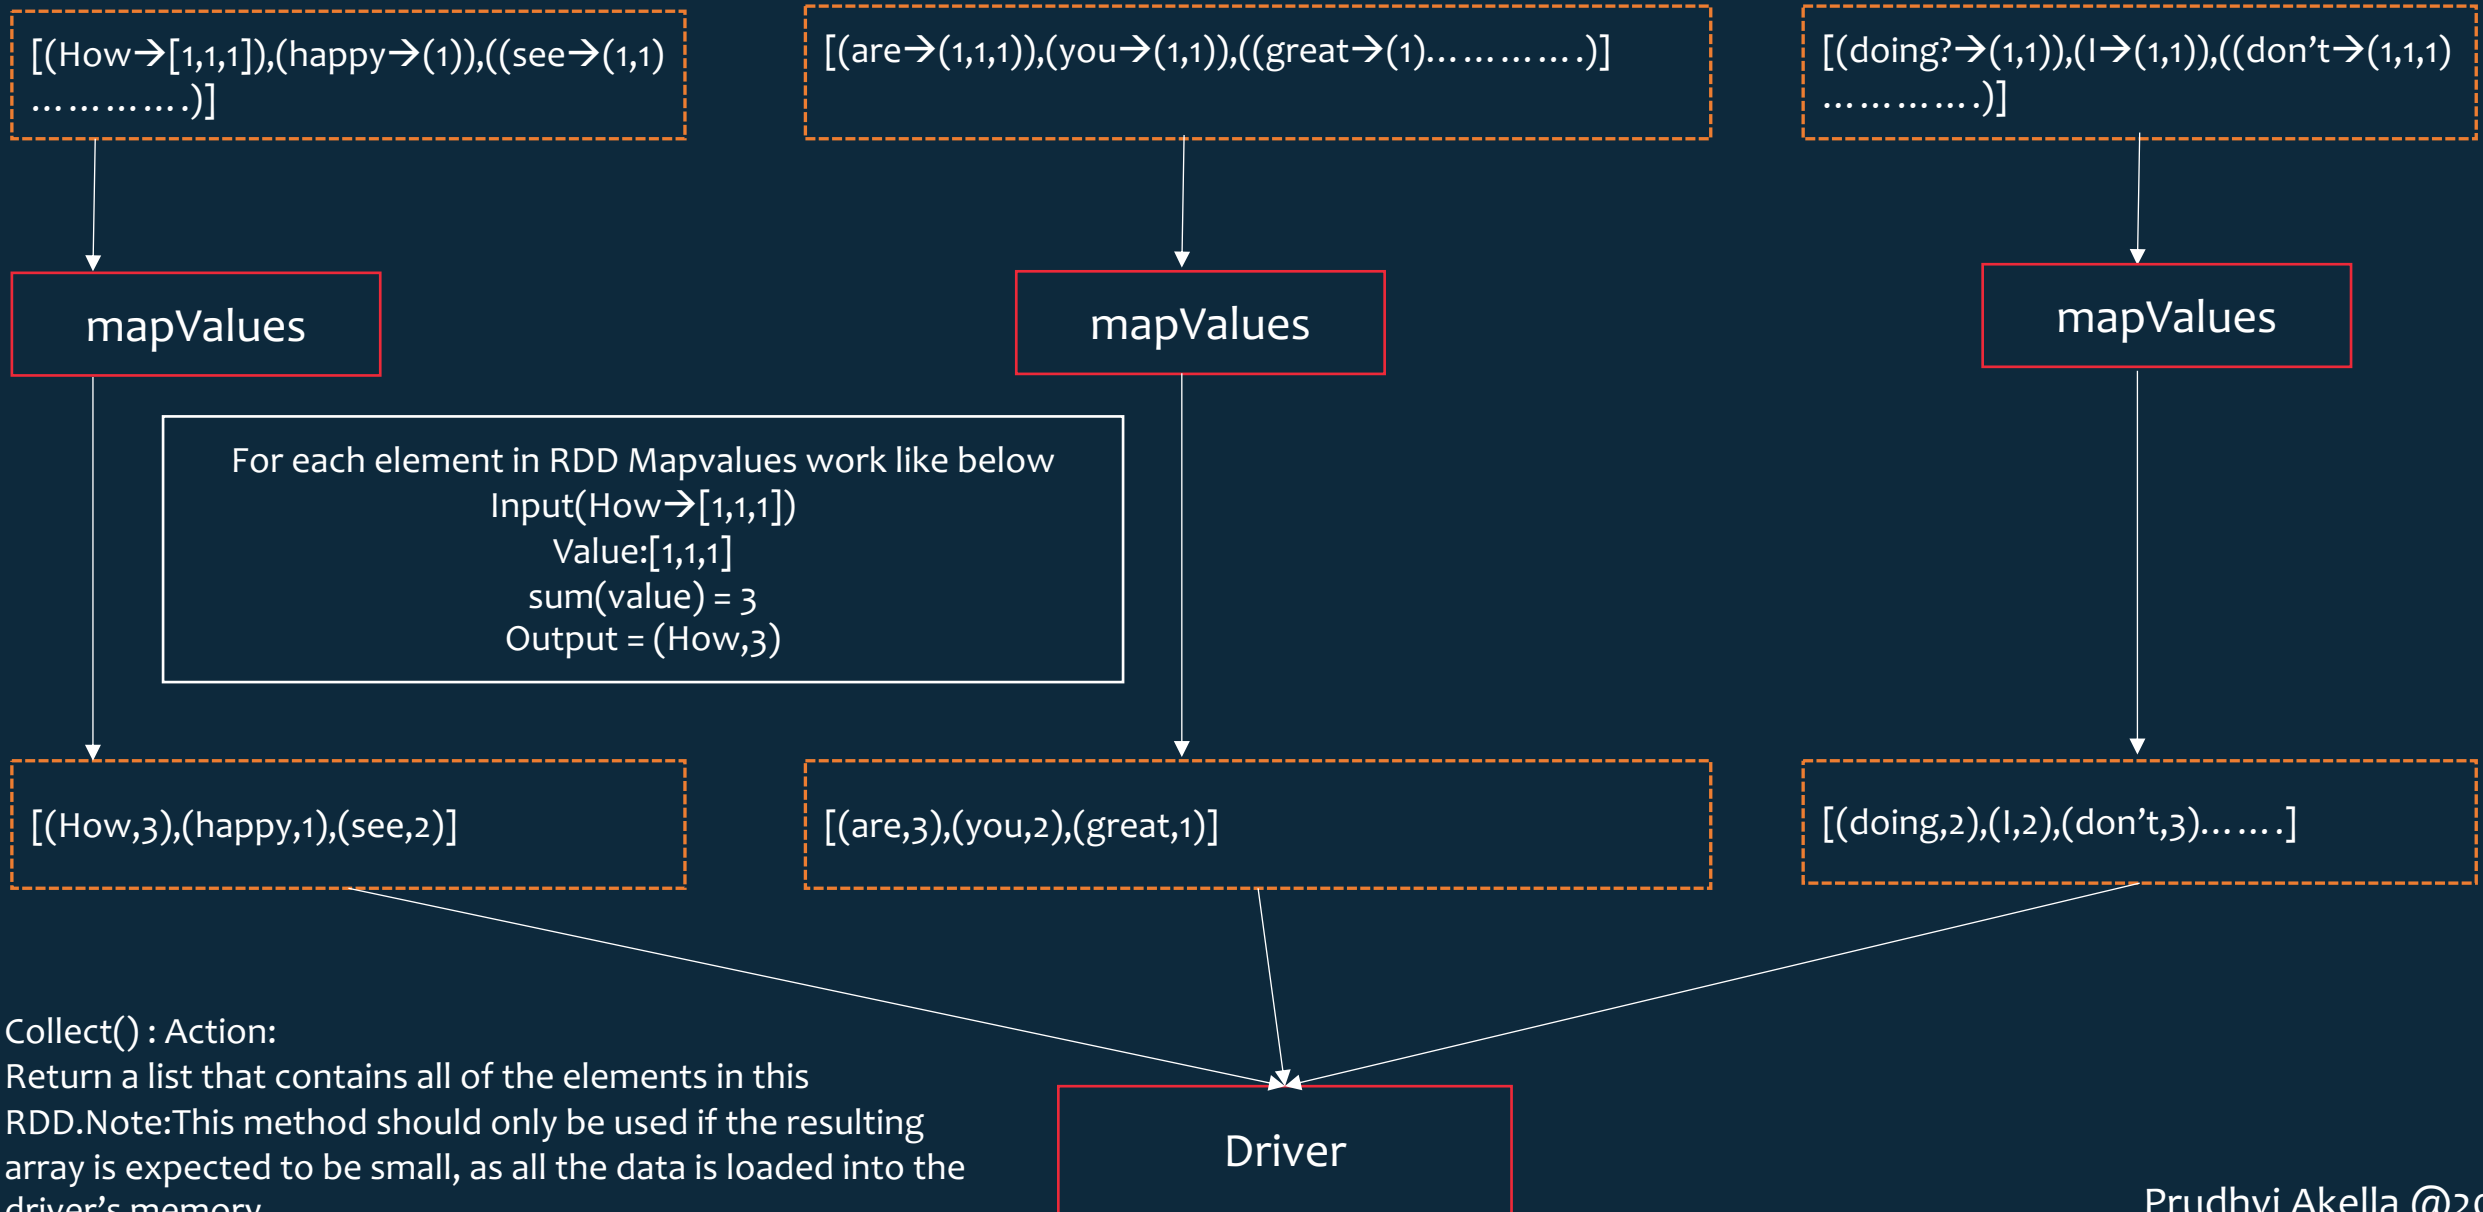 [(How→[1,1,1]),(happy→(1)),((see→(1,1)
………….)]
[(are→(1,1,1)),(you→(1,1)),((great→(1)………….)]
[(doing?→(1,1)),(I→(1,1)),((don’t→(1,1,1)
………….)]
mapValues
mapValues
mapValues
For each element in RDD Mapvalues work like below
Input(How→[1,1,1])
Value:[1,1,1]
sum(value) = 3
Output = (How,3)
[(How,3),(happy,1),(see,2)]
[(are,3),(you,2),(great,1)]
[(doing,2),(I,2),(don’t,3)…….]
Collect() : Action:
Return a list that contains all of the elements in this
RDD.Note:This method should only be used if the resulting
array is expected to be small, as all the data is loaded into the
driver’s memory
Driver
Prudhvi Akella @20